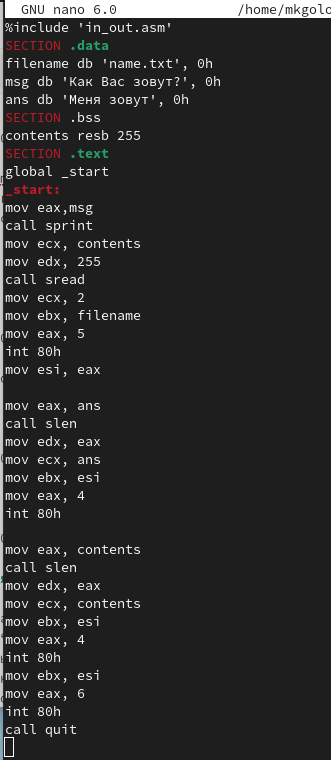 GNU nano 6.0 /home/mkgolo
%include 'in_out.asm'
SECTION .data
filename db 'name.txt', 0h
msg db 'Как Вас зовут?', 0h
ans db 'Меня зовут', 0h
SECTION .bss
contents resb 255
SECTION .text
global _start
_start:
mov eax,msg
call sprint
mov ecx, contents
mov edx, 255
call sread
mov ecx, 2
mov ebx, filename
mov eax, 5
int 80h
mov esi, eax
mov eax, ans
call slen
mov edx, eax
mov ecx, ans
mov ebx, esi
mov eax, 4
int 80h
mov eax, contents
call slen
mov edx, eax
mov ecx, contents
mov ebx, esi
mov eax, 4
int 80h
mov ebx, esi
mov eax, 6
int 80h
call quit